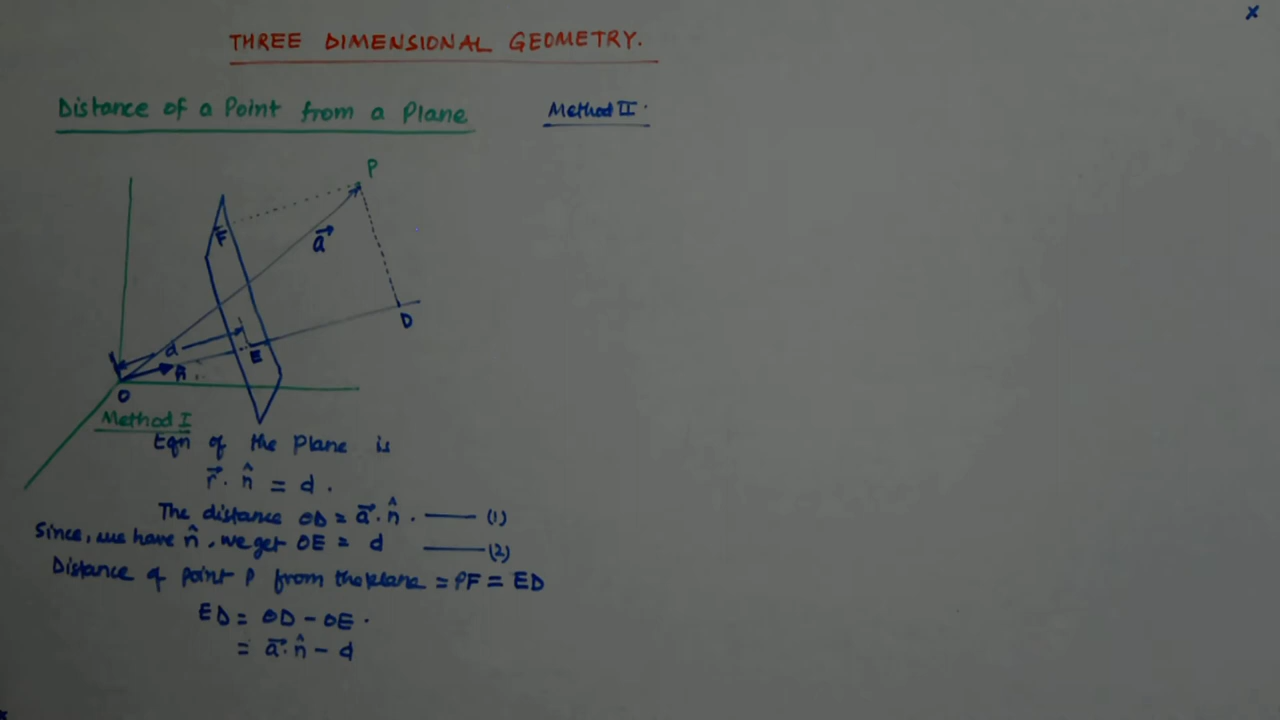 THREE DIMENSIONAL GEOMETRY.
Distance of a Point from a Plane
Method II.
P
F
a⃗
D
d
E
n̂
O
Method I
Eqn of the Plane is
r⃗. n̂ = d.
The distance OD = a⃗.n̂. —— (1)
Since, we have n̂, we get OE = d —— (2)
Distance of point P from the plane = PF = ED
ED = OD - OE.
= a⃗.n̂ - d
x